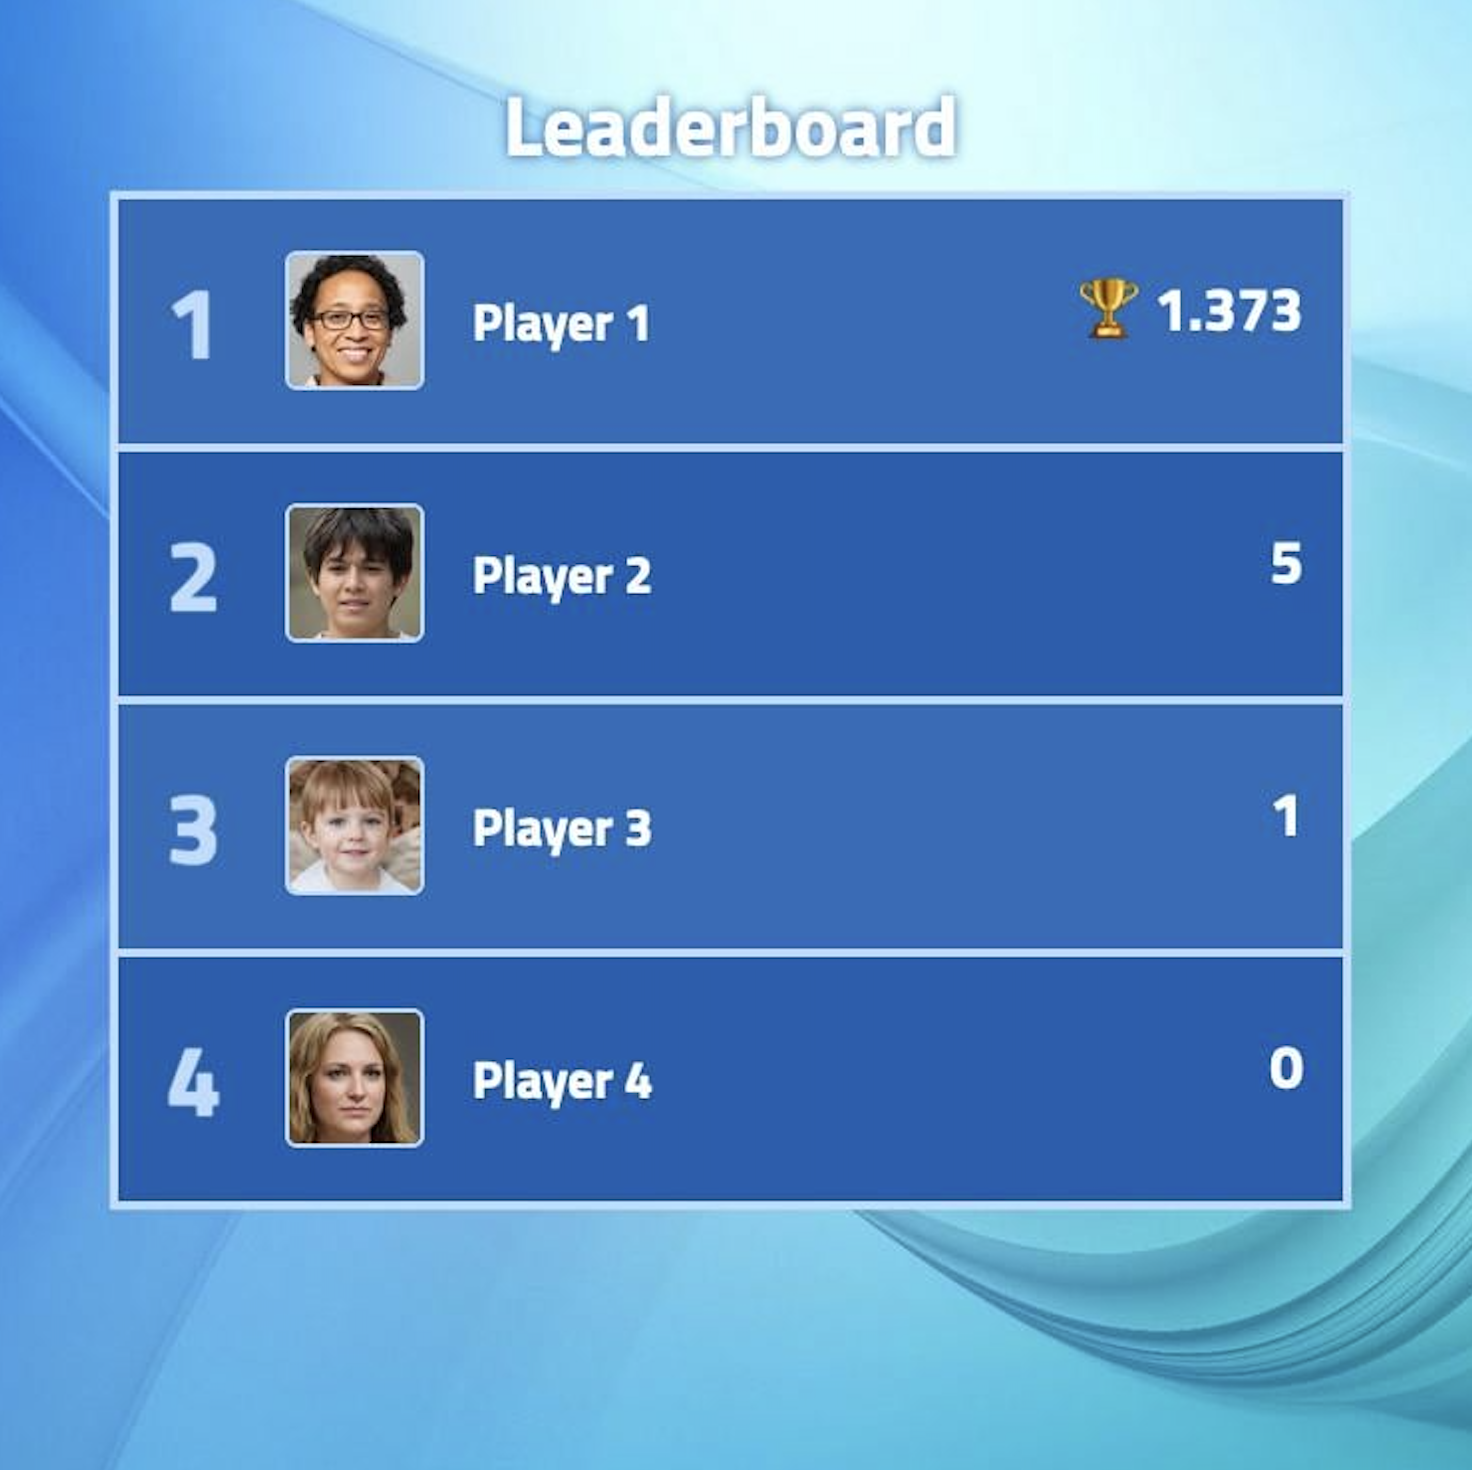 Leaderboard
1 Player 1 🏆 1.373
2 Player 2 5
3 Player 3 1
4 Player 4 0